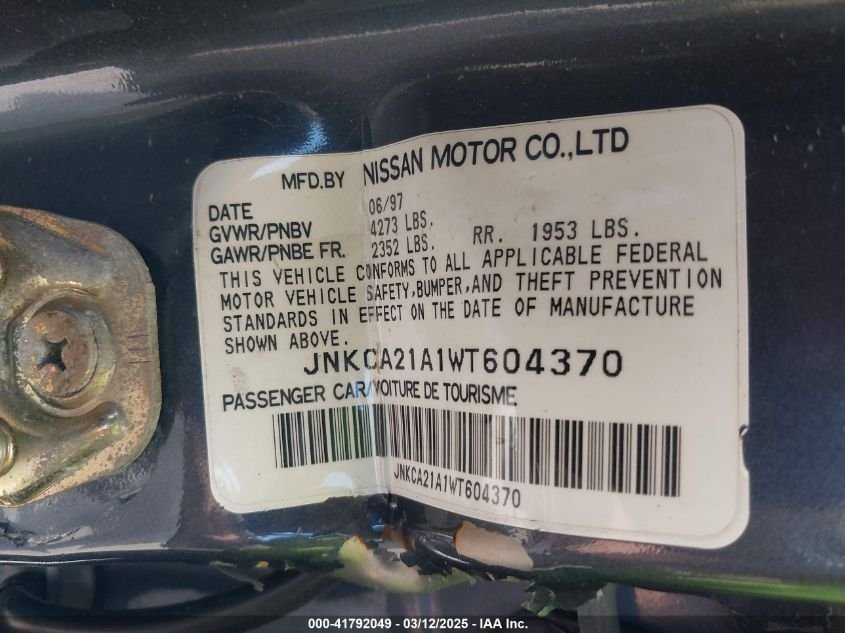 MFD.BY NISSAN MOTOR CO.,LTD
DATE 06/97
GVWR/PNBV 4273 LBS.
GAWR/PNBE FR. 2352 LBS. RR. 1953 LBS.
THIS VEHICLE CONFORMS TO ALL APPLICABLE FEDERAL
MOTOR VEHICLE SAFETY,BUMPER,AND THEFT PREVENTION
STANDARDS IN EFFECT ON THE DATE OF MANUFACTURE
SHOWN ABOVE.
JNKCA21A1WT604370
PASSENGER CAR/VOITURE DE TOURISME
JNKCA21A1WT604370
000-41792049 - 03/12/2025 - IAA Inc.